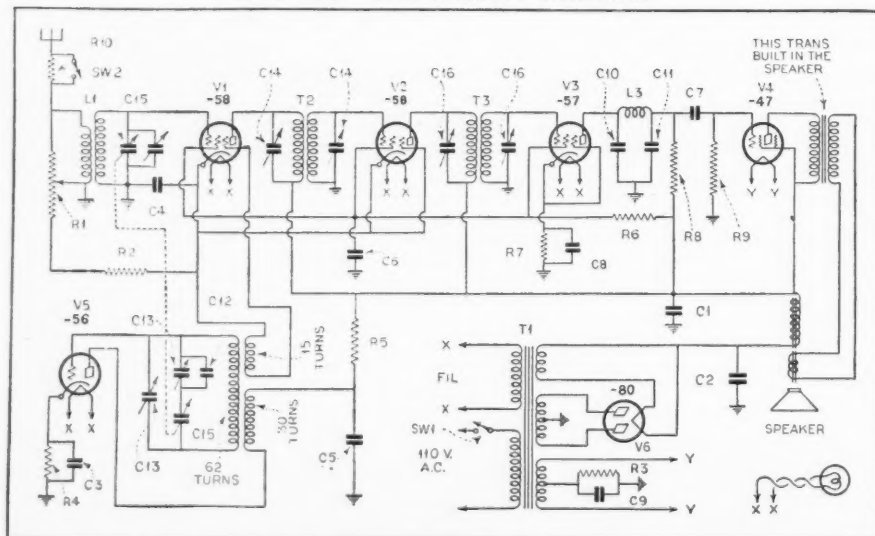 R10
SW2
L1
C15
V1
-58
C14
T2
C14
V2
-58
C16
T3
C16
V3
-57
C10
L3
C11
C7
V4
-47
THIS TRANS
BUILT IN THE
SPEAKER
X X
X X
X X
Y Y
R1
C4
R2
C6
R7
C8
R6
R8
R9
V5
-56
C13
C12
15
TURNS
R5
C1
C2
T1
X
FIL
X
-80
V6
SW1
110 V.
A.C.
R3
C9
Y
Y
SPEAKER
X X
X X
R4
C3
C13
C15
62
TURNS
30
TURNS
C5